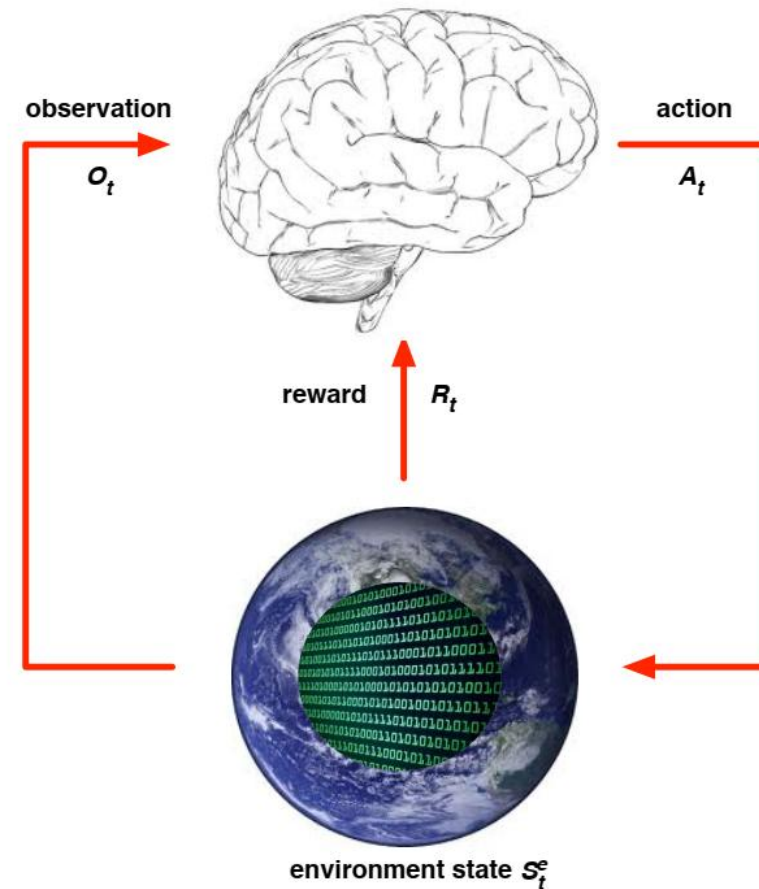 observation
action
O_t
A_t
reward
R_t
environment state S_t^e